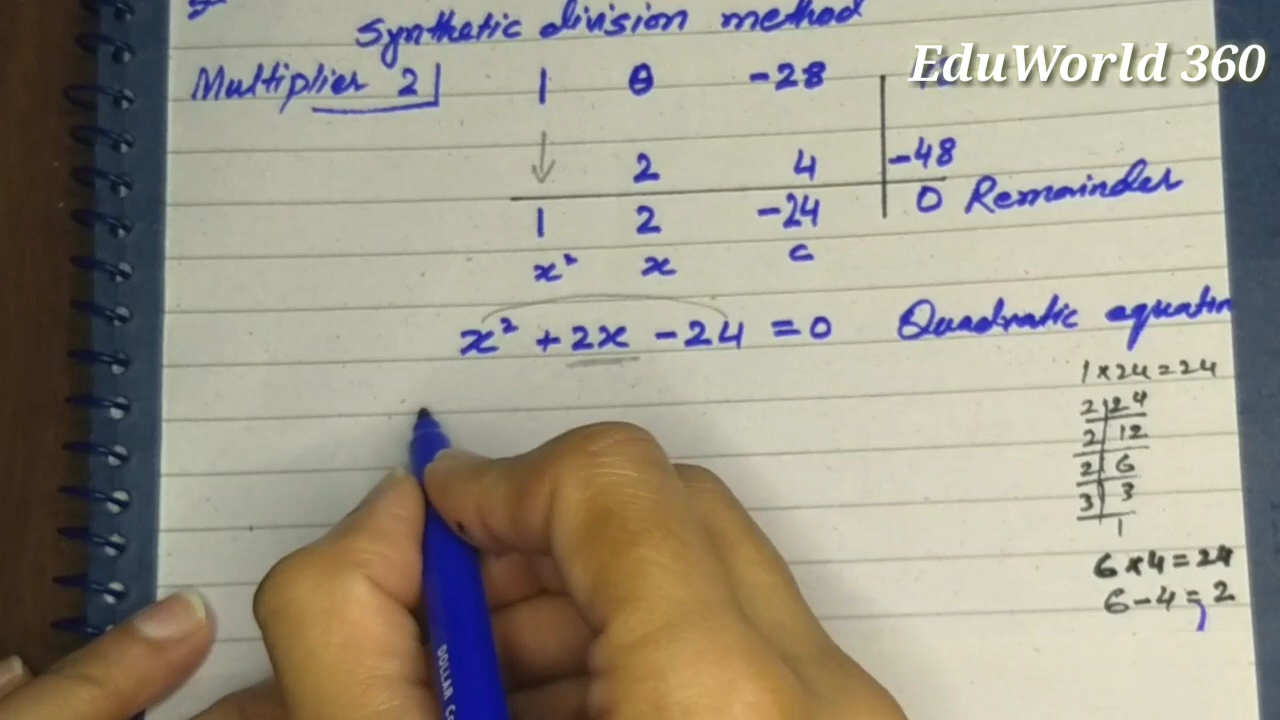 Synthetic division method
EduWorld 360
Multiplier 2 1 0 -28
2 4 -48
1 2 -24 0 Remainder
x² x c
x² + 2x - 24 = 0 Quadratic equation
1 × 24 = 24
2 24
2 12
2 6
3 3
1
6 × 4 = 24
6 - 4 = 2
DOLLAR